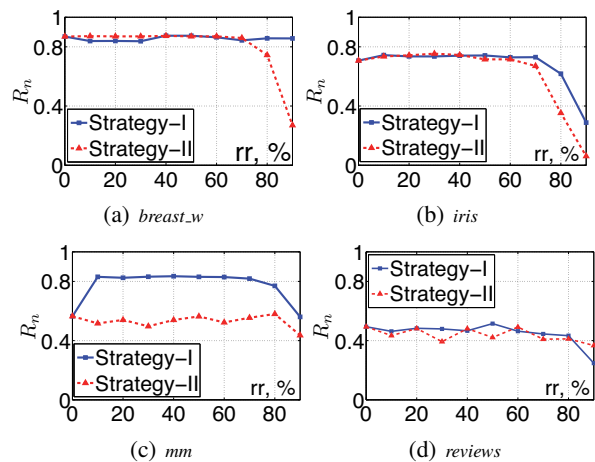 1
0.8
0.4
0
R_n
Strategy-I
Strategy-II
rr, %
0 20 40 60 80
(a) breast_w
1
0.8
0.4
0
R_n
Strategy-I
Strategy-II
rr, %
0 20 40 60 80
(b) iris
1
0.8
0.4
0
R_n
Strategy-I
Strategy-II
rr, %
0 20 40 60 80
(c) mm
1
0.8
0.4
0
R_n
Strategy-I
Strategy-II
rr, %
0 20 40 60 80
(d) reviews